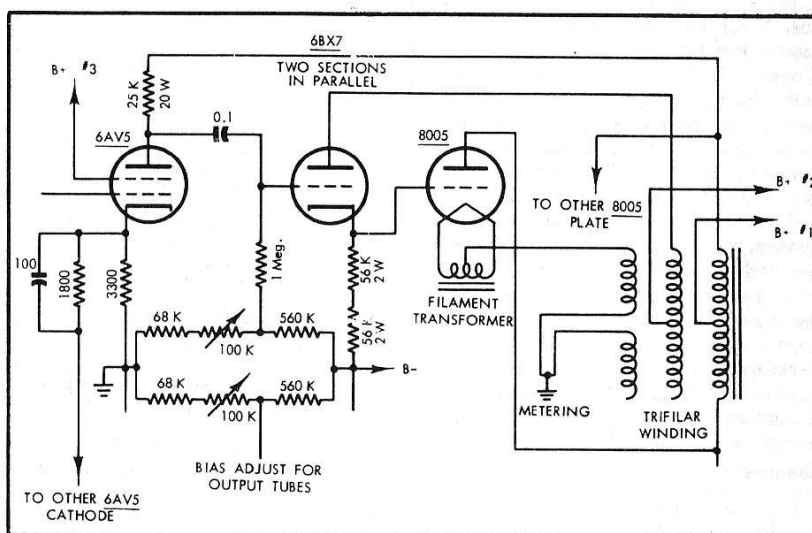 6BX7
TWO SECTIONS
IN PARALLEL
B+ #3
25 K
20 W
6AV5
0.1
8005
B+ #2
B+ #1
TO OTHER 8005
PLATE
100
1800
3300
1 Meg.
56 K
2 W
56 K
2 W
FILAMENT
TRANSFORMER
68 K
100 K
560 K
B-
68 K
100 K
560 K
METERING
TRIFILAR
WINDING
BIAS ADJUST FOR
OUTPUT TUBES
TO OTHER 6AV5
CATHODE